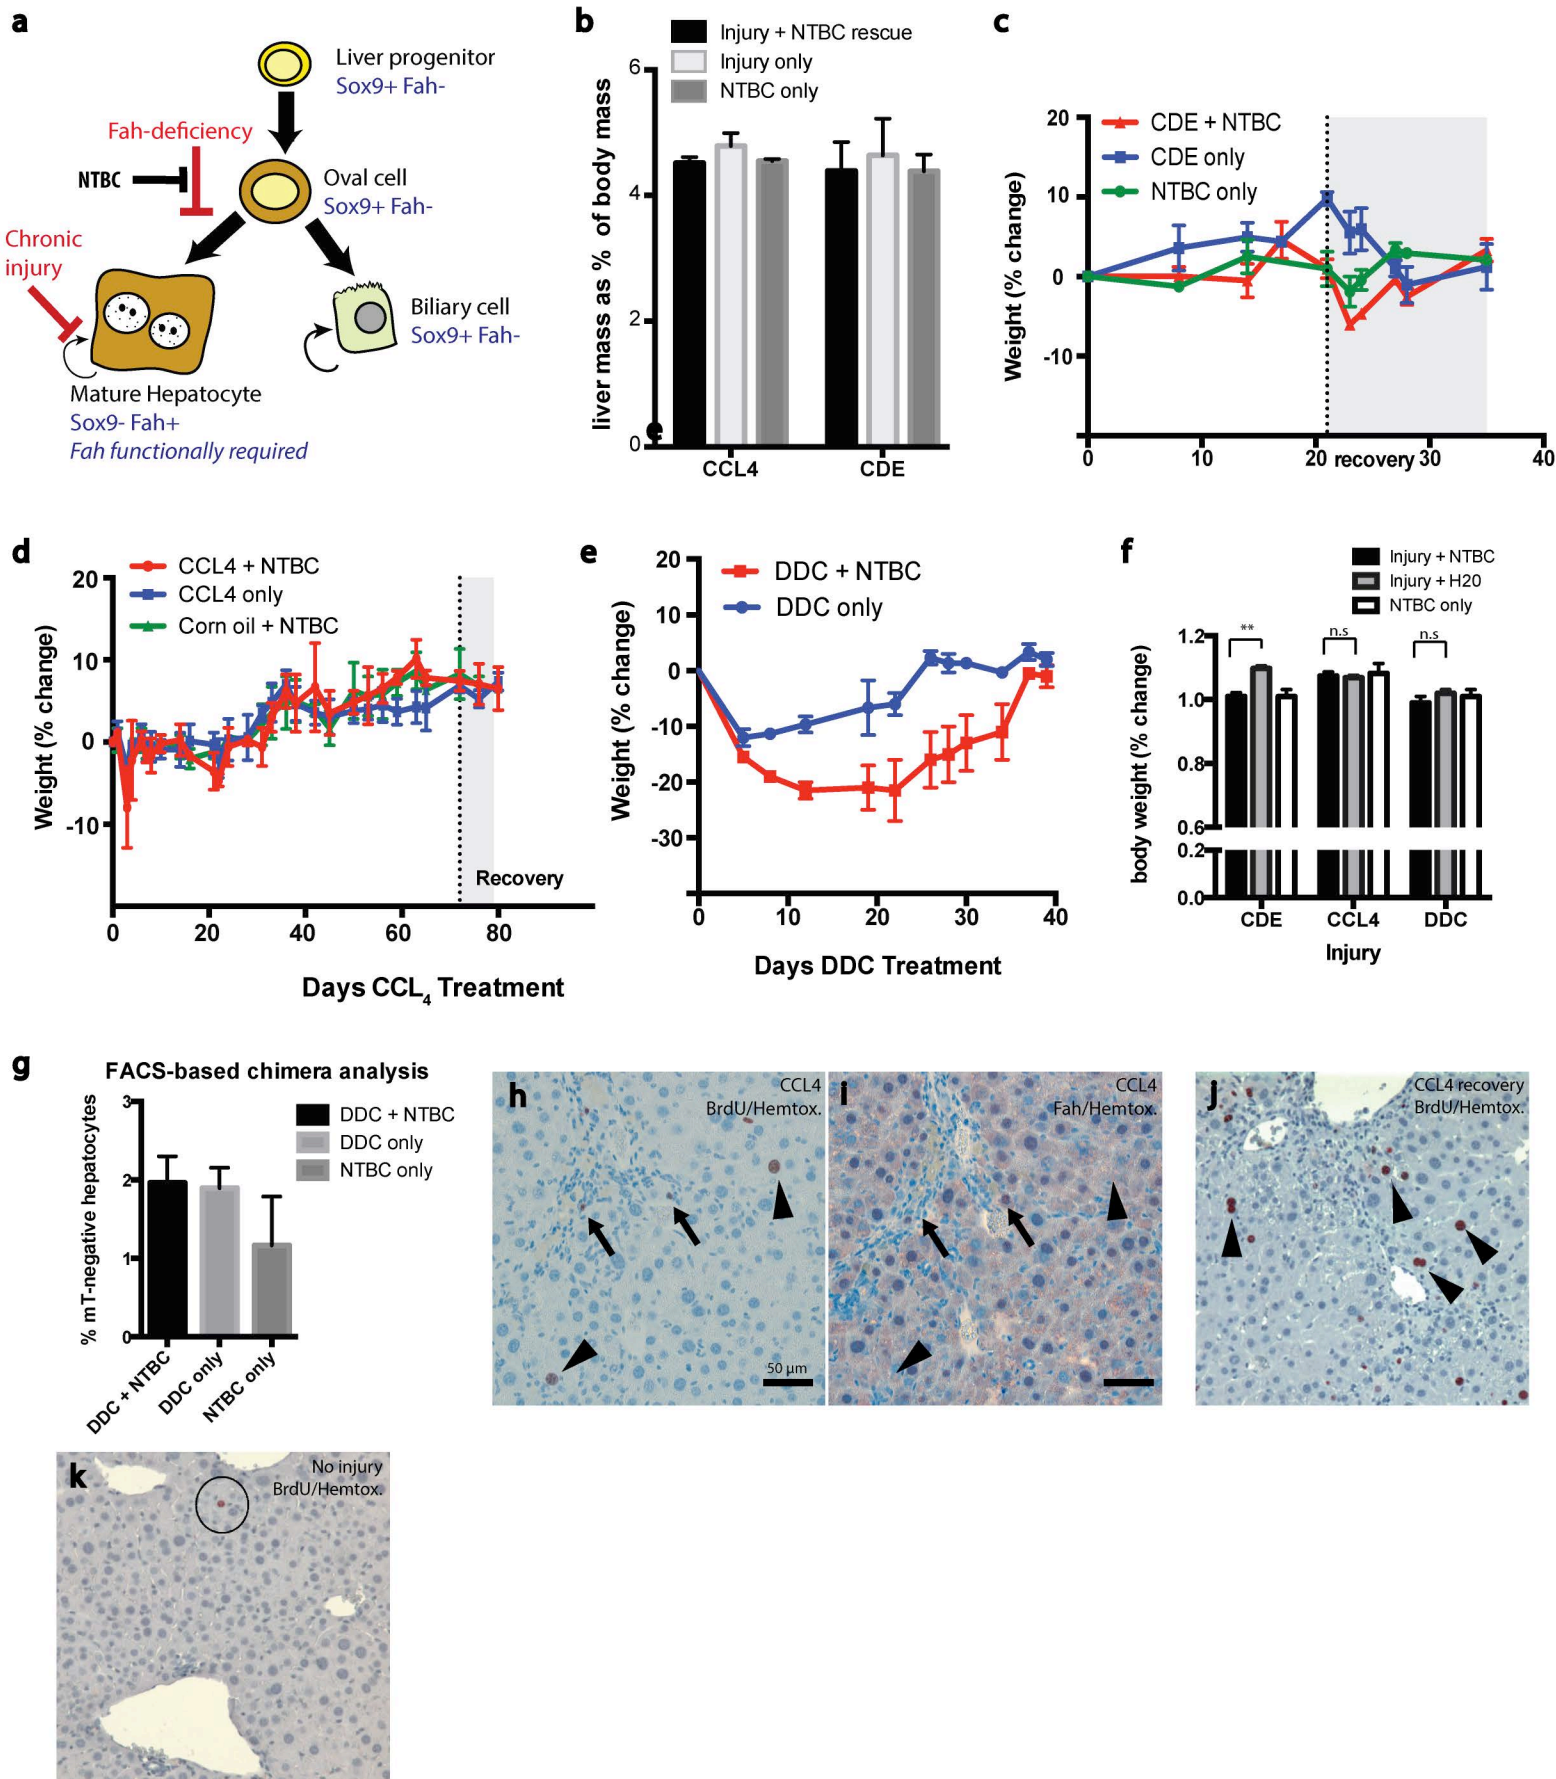 a
Liver progenitor
Sox9+ Fah-
Fah-deficiency
NTBC
Oval cell
Sox9+ Fah-
Chronic
injury
Biliary cell
Sox9+ Fah-
Mature Hepatocyte
Sox9- Fah+
Fah functionally required
b
Injury + NTBC rescue
Injury only
NTBC only
liver mass as % of body mass
6
4
2
0
CCL4
CDE
c
CDE + NTBC
CDE only
NTBC only
Weight (% change)
20
10
0
-10
0
10
20
recovery
30
40
d
CCL4 + NTBC
CCL4 only
Corn oil + NTBC
Weight (% change)
20
10
0
-10
Recovery
0
20
40
60
80
Days CCL4 Treatment
e
DDC + NTBC
DDC only
Weight (% change)
20
10
0
-10
-20
-30
0
10
20
30
40
Days DDC Treatment
f
Injury + NTBC
Injury + H20
NTBC only
body weight (% change)
1.2
1.0
0.8
0.6
0.2
0.0
**
n.s
n.s
CDE
CCL4
DDC
Injury
g
FACS-based chimera analysis
% mT-negative hepatocytes
3
2
1
0
DDC + NTBC
DDC only
NTBC only
DDC + NTBC
DDC only
NTBC only
h
CCL4
BrdU/Hemtox.
50 µm
i
CCL4
Fah/Hemtox.
j
CCL4 recovery
BrdU/Hemtox.
k
No injury
BrdU/Hemtox.